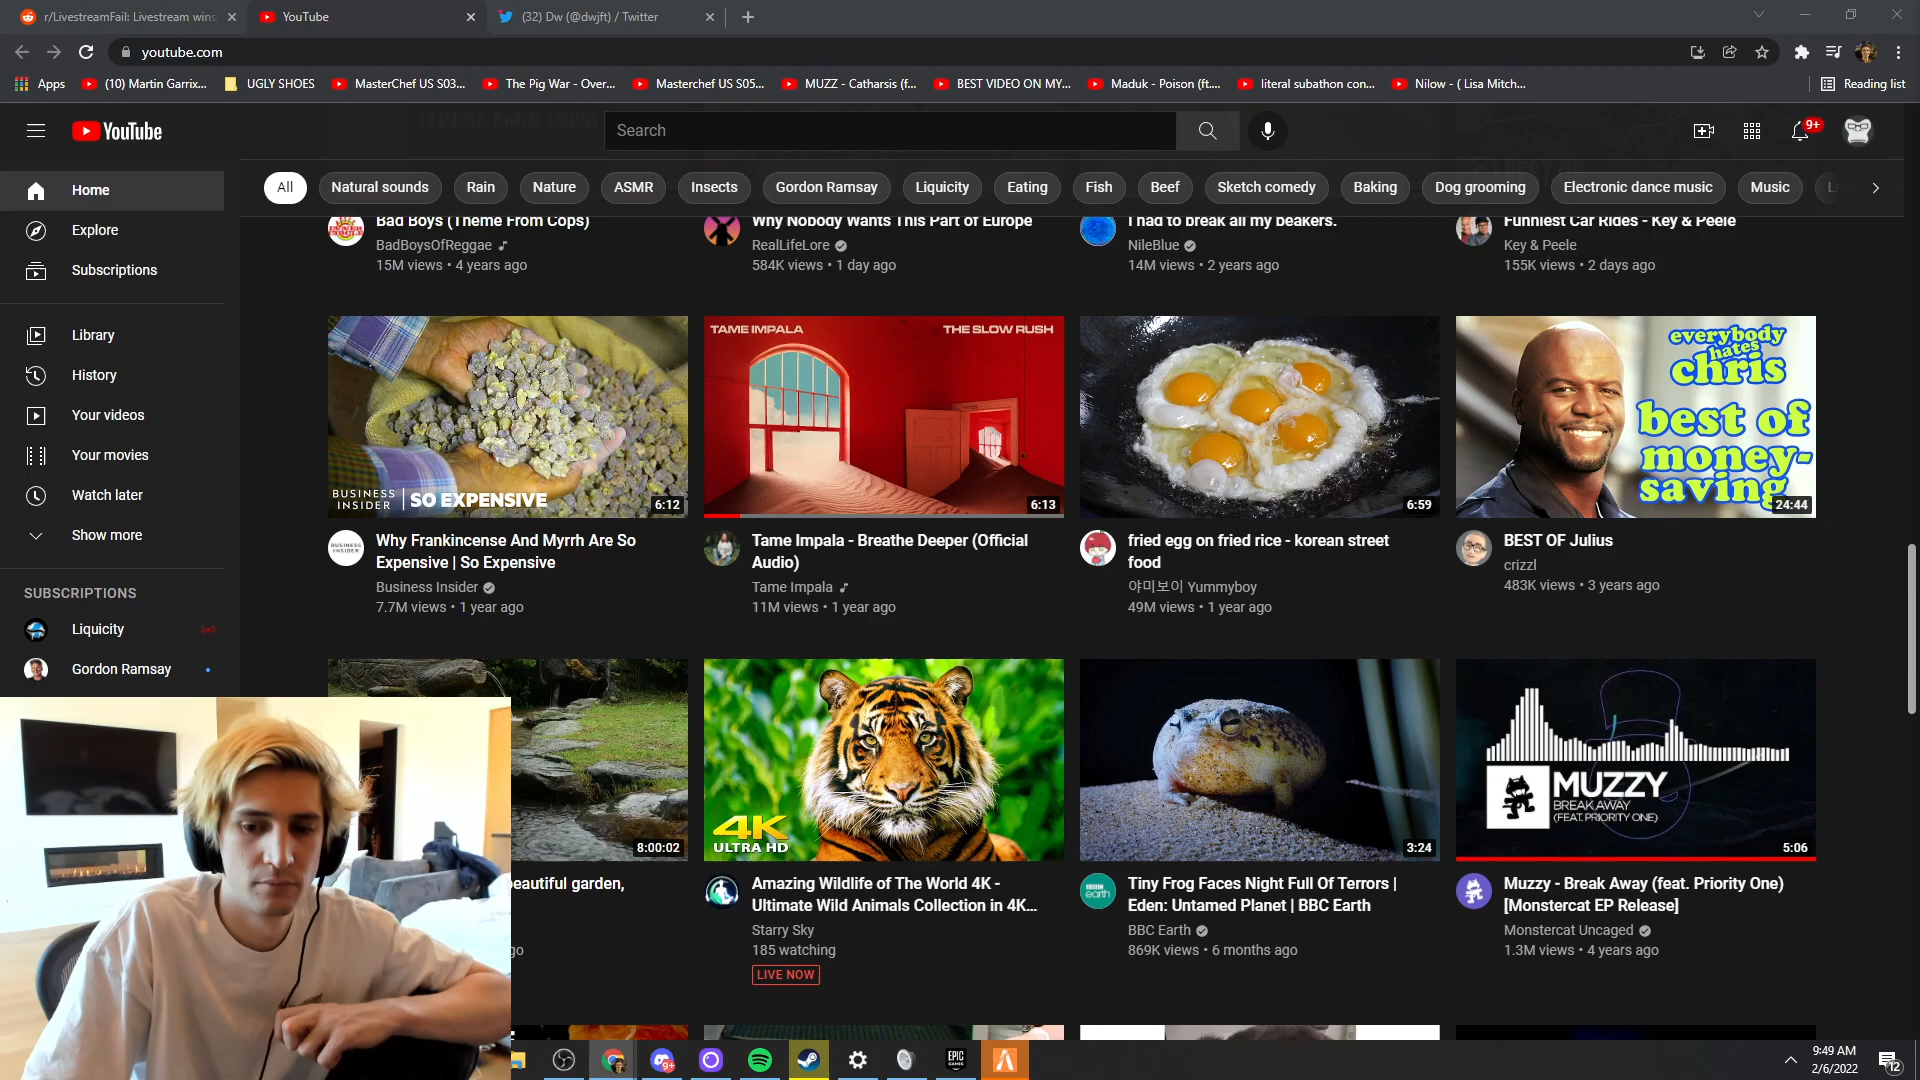 r/LivestreamFail: Livestream wins,
YouTube
(32) Dw (@dwjft) / Twitter
youtube.com
Apps
(10) Martin Garrix...
UGLY SHOES
MasterChef US S03...
The Pig War - Over...
Masterchef US S05...
MUZZ - Catharsis (f...
BEST VIDEO ON MY...
Maduk - Poison (ft....
literal subathon con...
Nilow - ( Lisa Mitch...
Reading list
YouTube
Search
9+
All
Natural sounds
Rain
Nature
ASMR
Insects
Gordon Ramsay
Liquicity
Eating
Fish
Beef
Sketch comedy
Baking
Dog grooming
Electronic dance music
Music
Home
Explore
Subscriptions
Library
History
Your videos
Your movies
Watch later
Show more
SUBSCRIPTIONS
Liquicity
Gordon Ramsay
Bad Boys (Theme From Cops)
BadBoysOfReggae
15M views • 4 years ago
Why Nobody Wants This Part of Europe
RealLifeLore
584K views • 1 day ago
I had to break all my beakers.
NileBlue
14M views • 2 years ago
Funniest Car Rides - Key & Peele
Key & Peele
155K views • 2 days ago
BUSINESS
INSIDER
SO EXPENSIVE
6:12
Why Frankincense And Myrrh Are So
Expensive | So Expensive
Business Insider
7.7M views • 1 year ago
TAME IMPALA
THE SLOW RUSH
6:13
Tame Impala - Breathe Deeper (Official
Audio)
Tame Impala
11M views • 1 year ago
6:59
fried egg on fried rice - korean street
food
야미보이 Yummyboy
49M views • 1 year ago
everybody
hates
chris
best of
money-
saving
24:44
BEST OF Julius
crizzl
483K views • 3 years ago
8:00:02
beautiful garden,
go
4K
ULTRA HD
Amazing Wildlife of The World 4K -
Ultimate Wild Animals Collection in 4K...
Starry Sky
185 watching
LIVE NOW
3:24
BBC earth
Tiny Frog Faces Night Full Of Terrors |
Eden: Untamed Planet | BBC Earth
BBC Earth
869K views • 6 months ago
MUZZY
BREAK AWAY
(FEAT. PRIORITY ONE)
5:06
Muzzy - Break Away (feat. Priority One)
[Monstercat EP Release]
Monstercat Uncaged
1.3M views • 4 years ago
9+
EPIC
GAMES
9:49 AM
2/6/2022
12